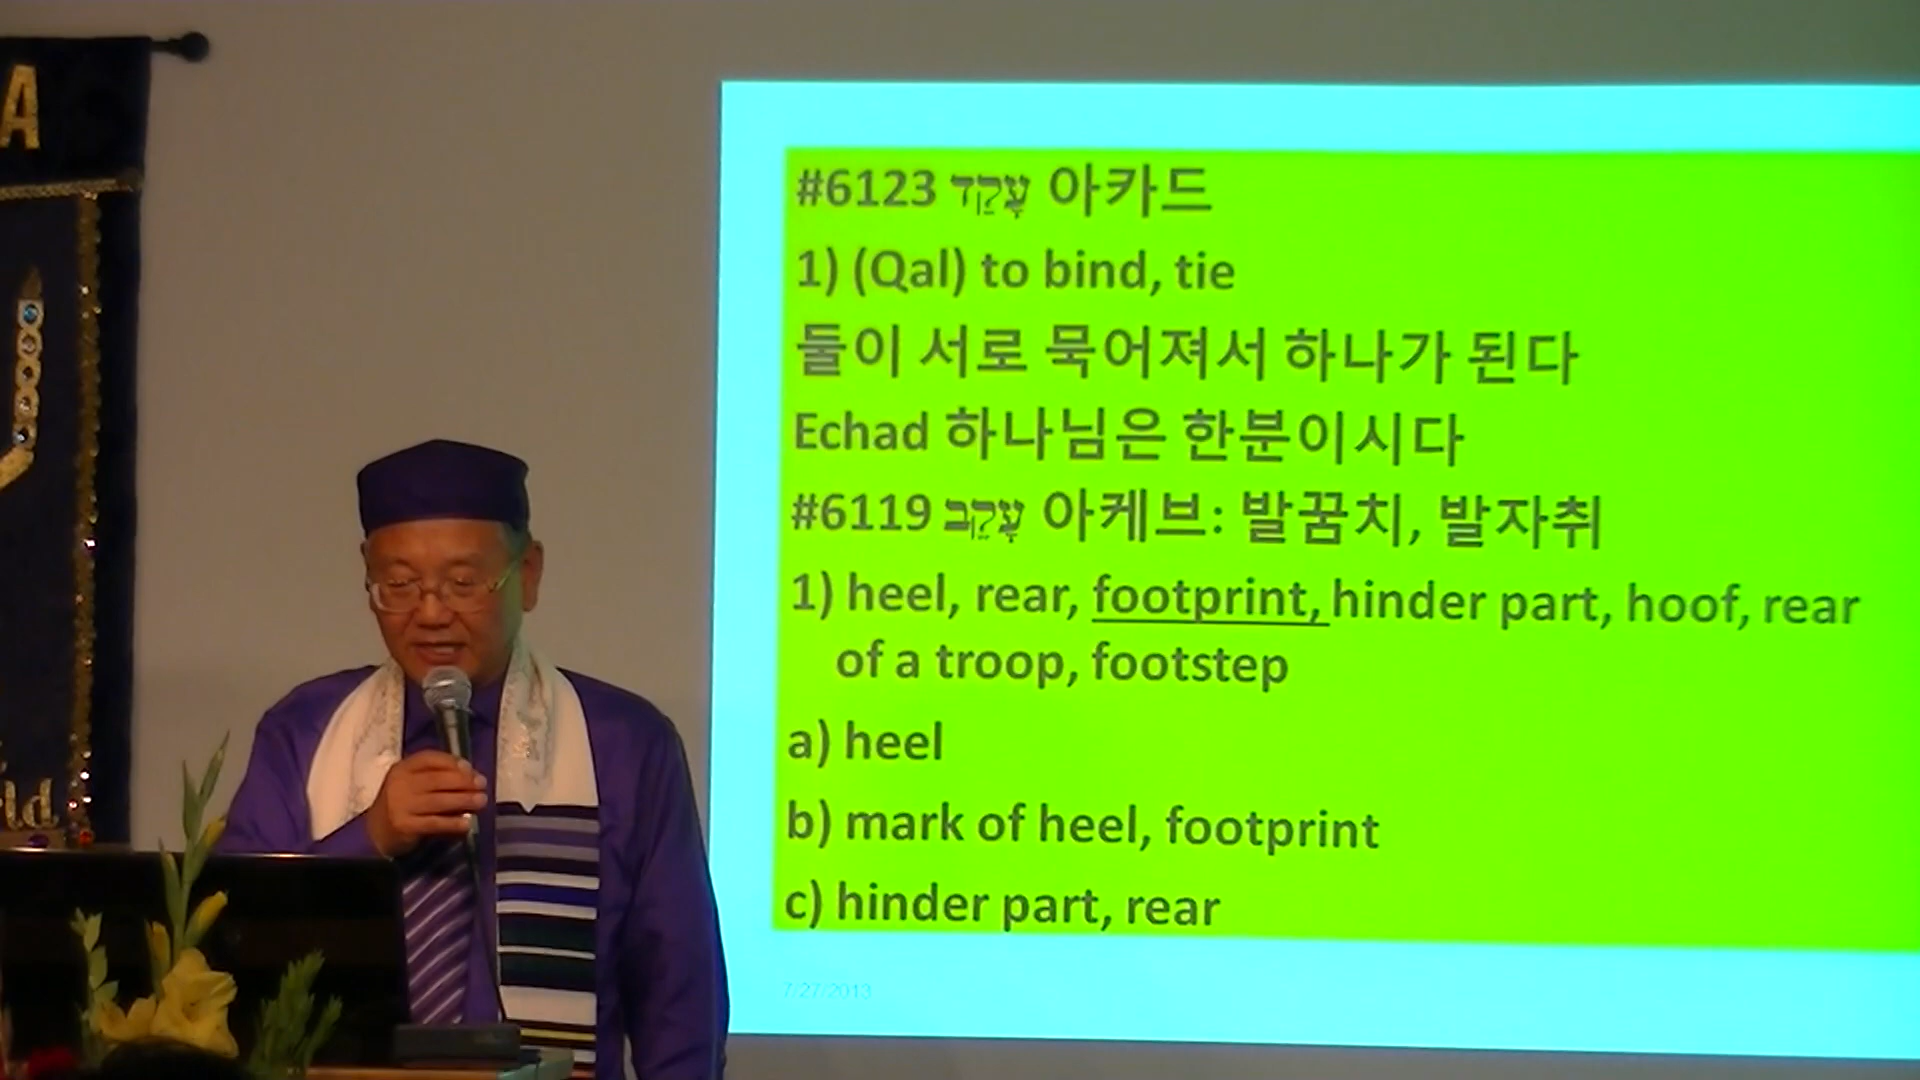 A
rld
#6123 עָקֵד 아카드
1) (Qal) to bind, tie
둘이 서로 묵어져서 하나가 된다
Echad 하나님은 한분이시다
#6119 עָקֵב 아케브: 발꿈치, 발자취
1) heel, rear, footprint, hinder part, hoof, rear
of a troop, footstep
a) heel
b) mark of heel, footprint
c) hinder part, rear
7/27/2013